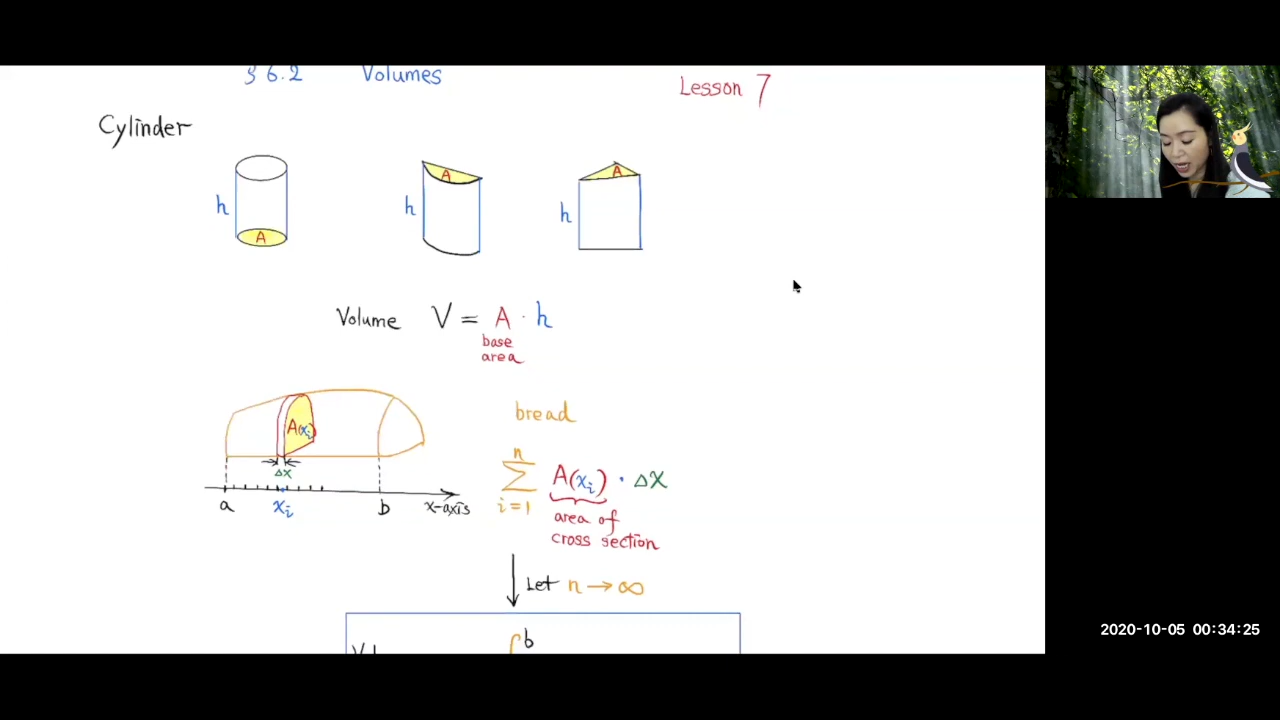 § 6.2 Volumes
Lesson 7
Cylinder
h A
h A
h A
Volume V = A · h
base
area
bread
A(xi)
Δx
a xi b x-axis
n
∑ A(xi) · Δx
i = 1
area of
cross section
Let n → ∞
∫ b
2020-10-05 00:34:25